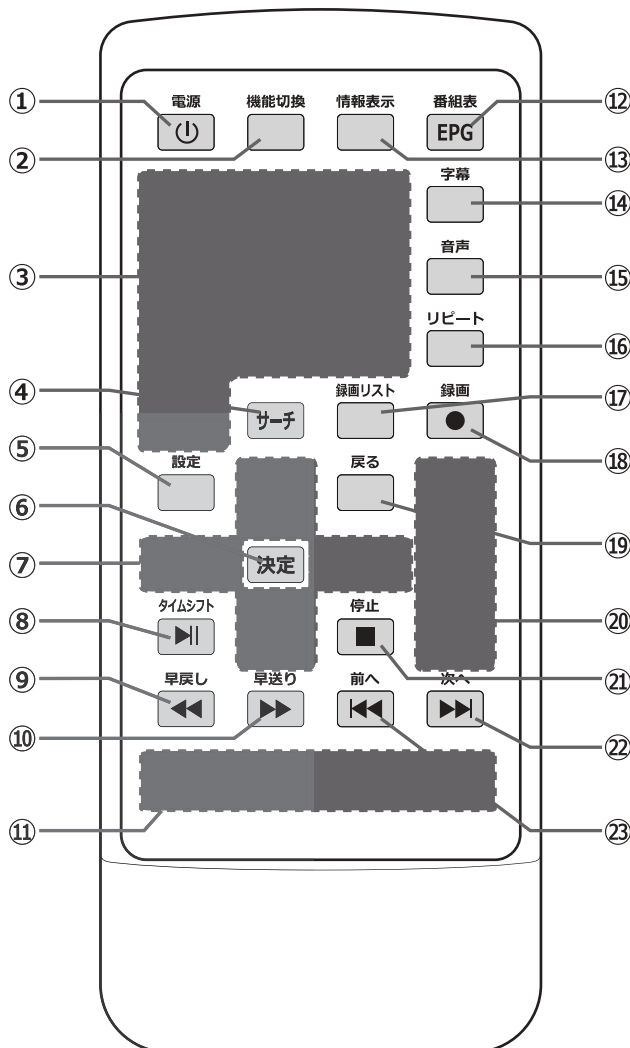 電源 機能切換 情報表示 番組表
① EPG ⑫
② ⑬
字幕
⑭
③ 音声
⑮
リピート
⑯
④ サーチ 録画リスト 録画 ⑰
⑤ 設定 戻る ⑱
⑥
⑦ 決定 ⑲
⑧ タイムシフト 停止 ⑳
⑨ 早戻し 早送り 前へ 次へ ㉑
⑩ ㉒
⑪ ㉓